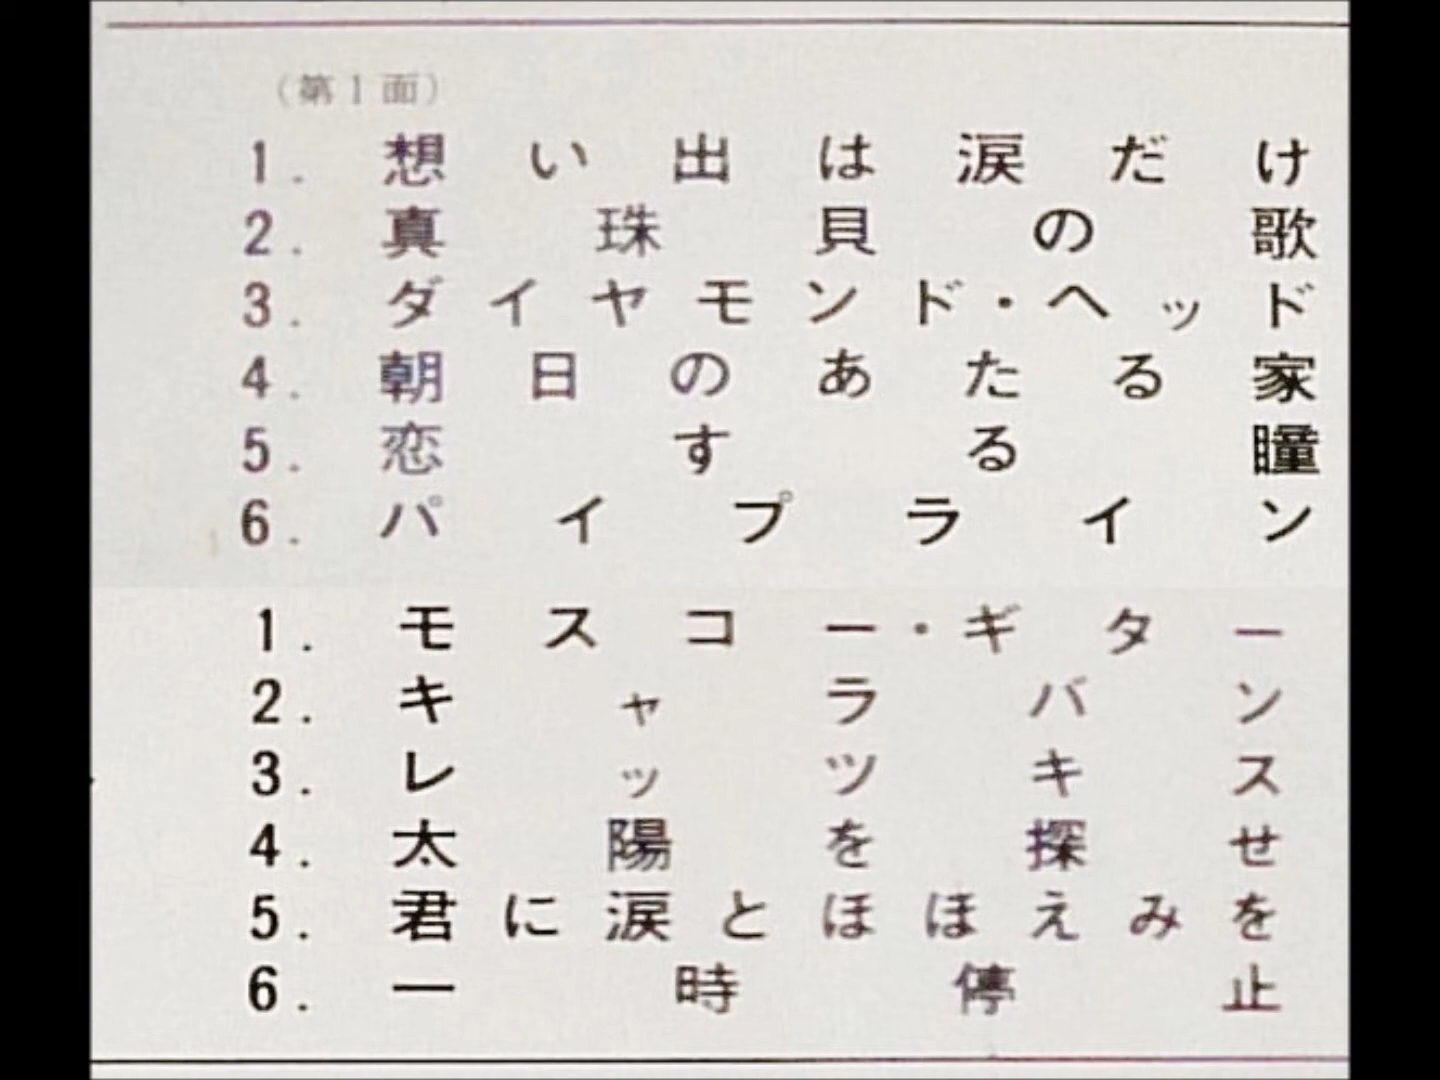 （第1面）
1. 想い出は涙だけ
2. 真珠貝の歌
3. ダイヤモンド・ヘッド
4. 朝日のあたる家
5. 恋する瞳
6. パイプライン
1. モスコー・ギター
2. キャラバン
3. レッツキス
4. 太陽を探せ
5. 君に涙とほほえみを
6. 一時停止